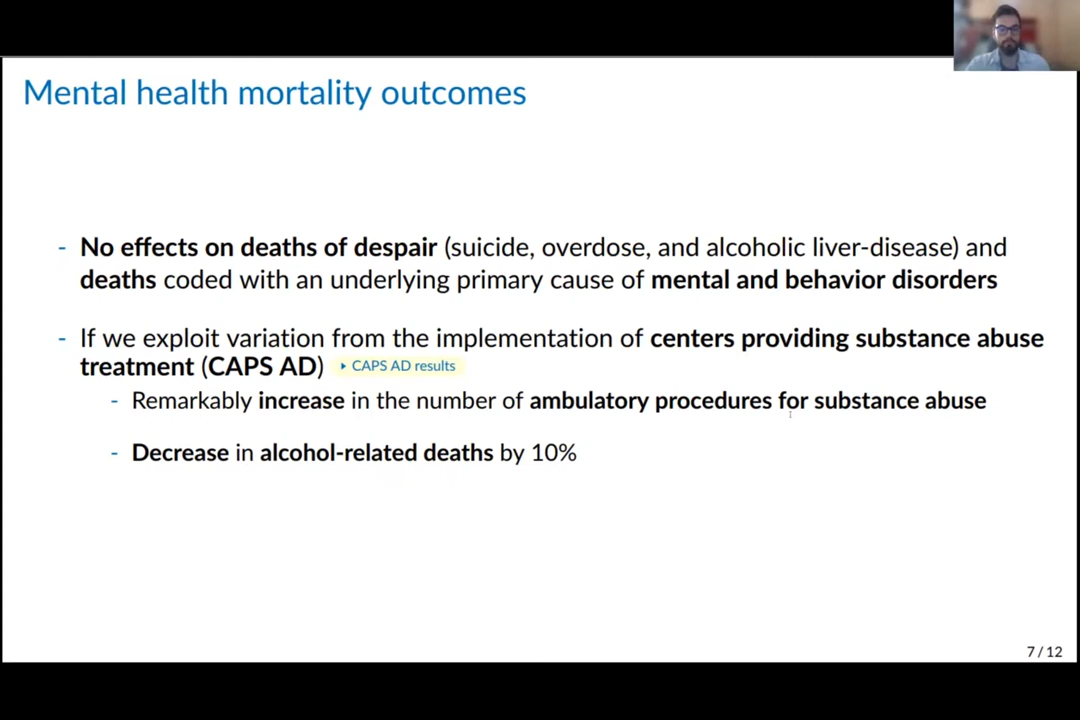 Mental health mortality outcomes
- No effects on deaths of despair (suicide, overdose, and alcoholic liver-disease) and
deaths coded with an underlying primary cause of mental and behavior disorders
- If we exploit variation from the implementation of centers providing substance abuse
treatment (CAPS AD) ▸ CAPS AD results
- Remarkably increase in the number of ambulatory procedures for substance abuse
- Decrease in alcohol-related deaths by 10%
7 / 12